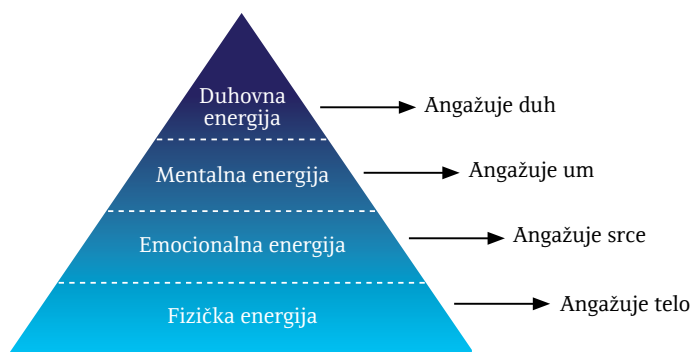 Duhovna
energija
Angažuje duh
Mentalna energija
Angažuje um
Emocionalna energija
Angažuje srce
Fizička energija
Angažuje telo